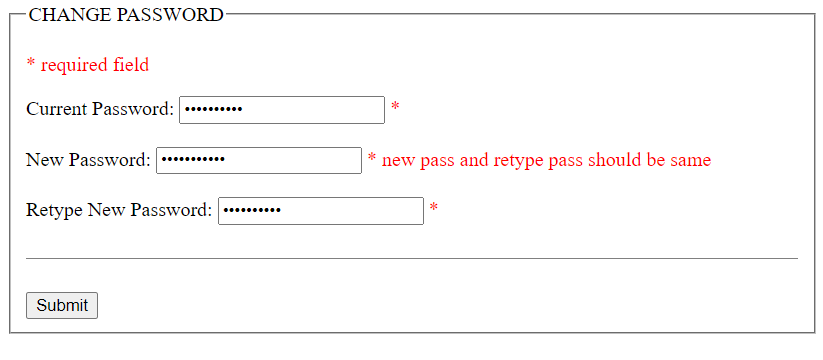 CHANGE PASSWORD
* required field
Current Password: •••••••••• *
New Password: ••••••••••• * new pass and retype pass should be same
Retype New Password: •••••••••• *
Submit